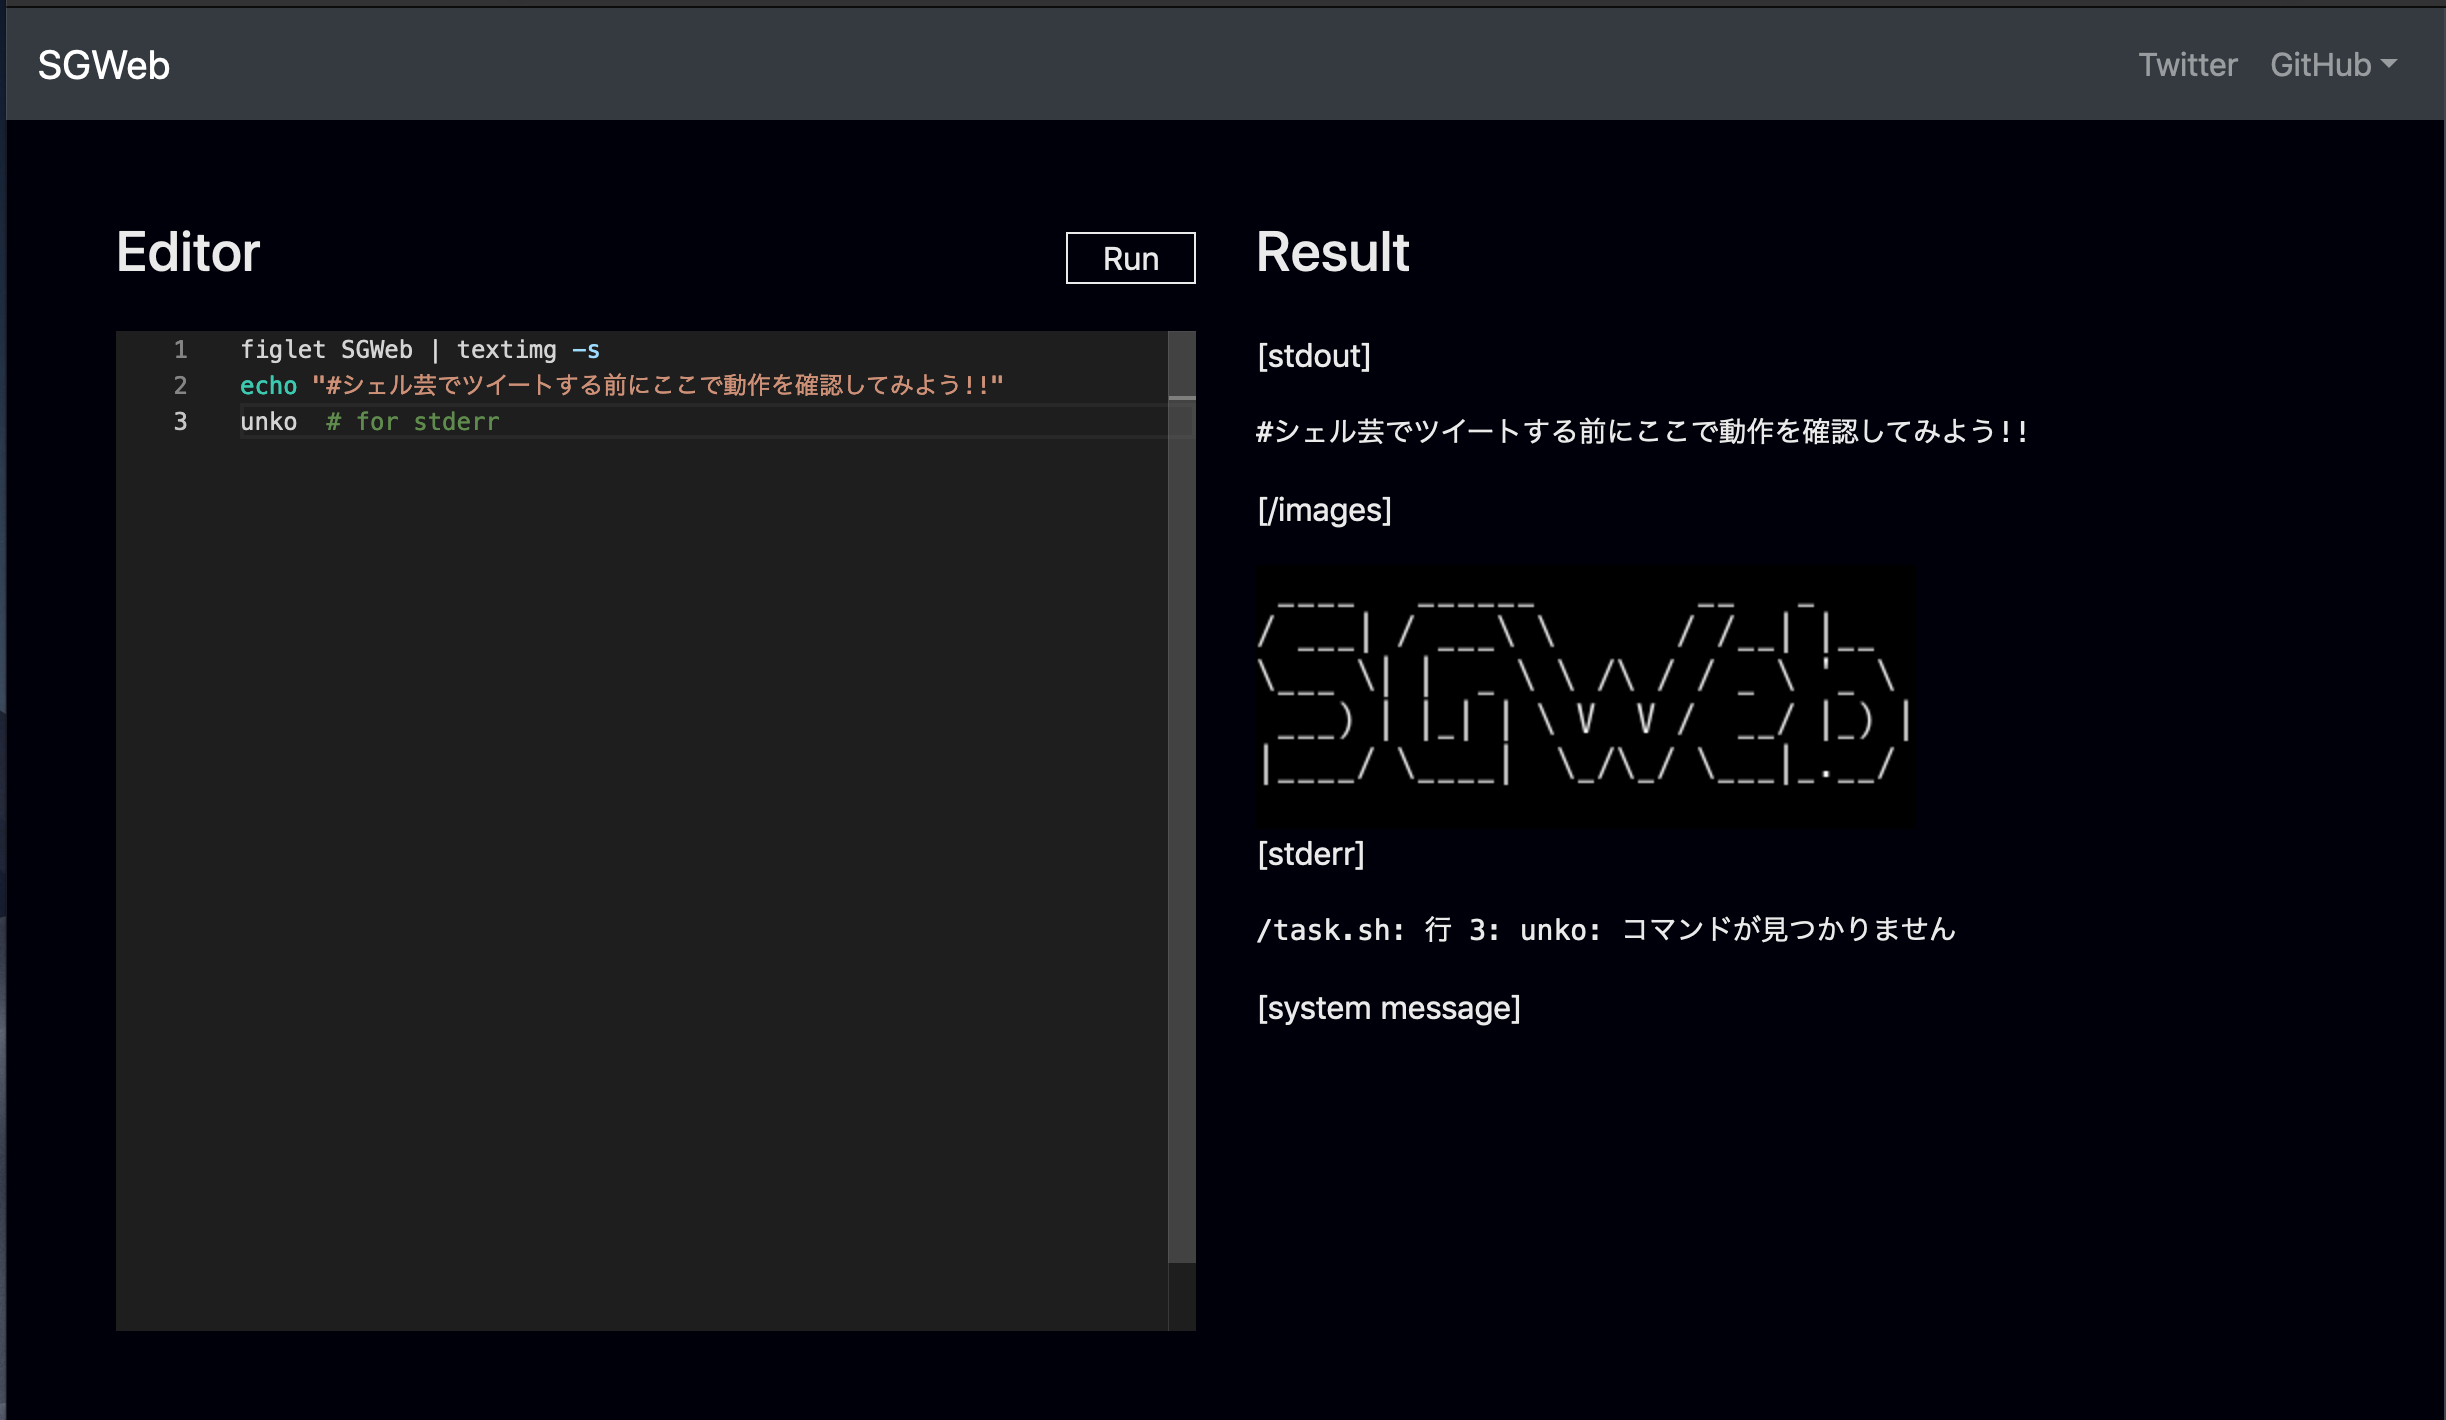 SGWeb
Twitter GitHub
Editor
Run
1 figlet SGWeb | textimg -s
2 echo "#シェル芸でツイートする前にここで動作を確認してみよう!!"
3 unko  # for stderr
Result
[stdout]
#シェル芸でツイートする前にここで動作を確認してみよう!!
[/images]
SGWeb
[stderr]
/task.sh: 行 3: unko: コマンドが見つかりません
[system message]